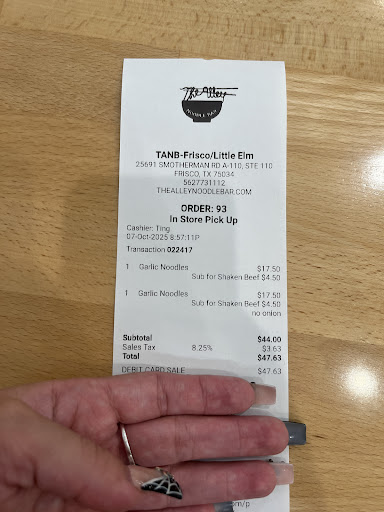 The Alley
NOODLE BAR
TANB-Frisco/Little Elm
25691 SMOTHERMAN RD A-110, STE 110
FRISCO, TX 75034
5627731112
THEALLEYNOODLEBAR.COM
ORDER: 93
In Store Pick Up
Cashier: Ting
07-Oct-2025 8:57:11P
Transaction 022417
1 Garlic Noodles $17.50
Sub for Shaken Beef $4.50
1 Garlic Noodles $17.50
Sub for Shaken Beef $4.50
no onion
Subtotal $44.00
Sales Tax 8.25% $3.63
Total $47.63
DEBIT CARD SALE $47.63